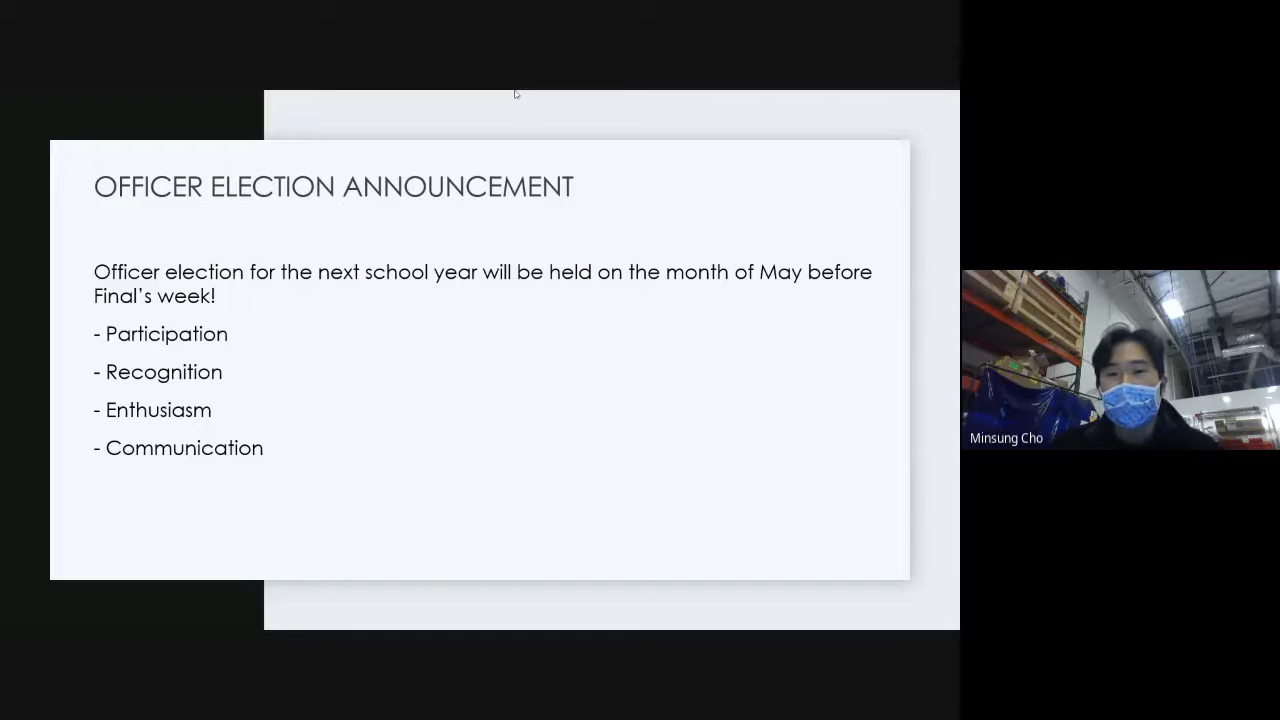 OFFICER ELECTION ANNOUNCEMENT
Officer election for the next school year will be held on the month of May before
Final’s week!
- Participation
- Recognition
- Enthusiasm
- Communication
Minsung Cho